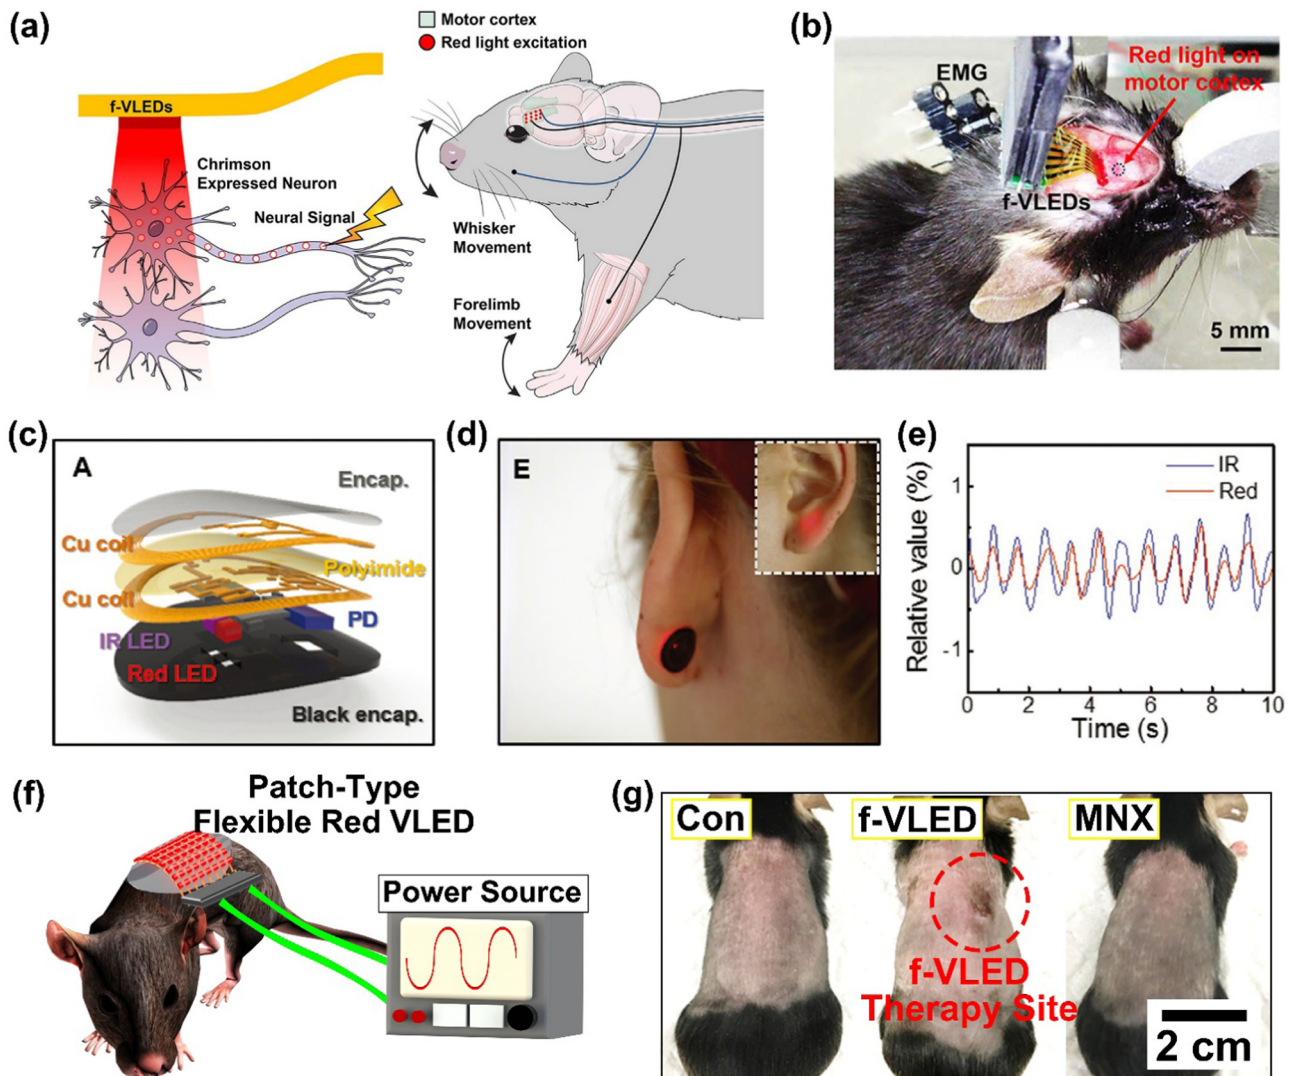 (a)
Motor cortex
Red light excitation
f-VLEDs
Chrimson
Expressed Neuron
Neural Signal
Whisker
Movement
Forelimb
Movement
(b)
EMG
Red light on
motor cortex
f-VLEDs
5 mm
(c)
A
Encap.
Cu coil
Polyimide
Cu coil
PD
IR LED
Red LED
Black encap.
(d)
E
(e)
IR
Red
Relative value (%)
1
0
-1
0
2
4
6
8
10
Time (s)
(f)
Patch-Type
Flexible Red VLED
Power Source
(g)
Con
f-VLED
MNX
f-VLED
Therapy Site
2 cm